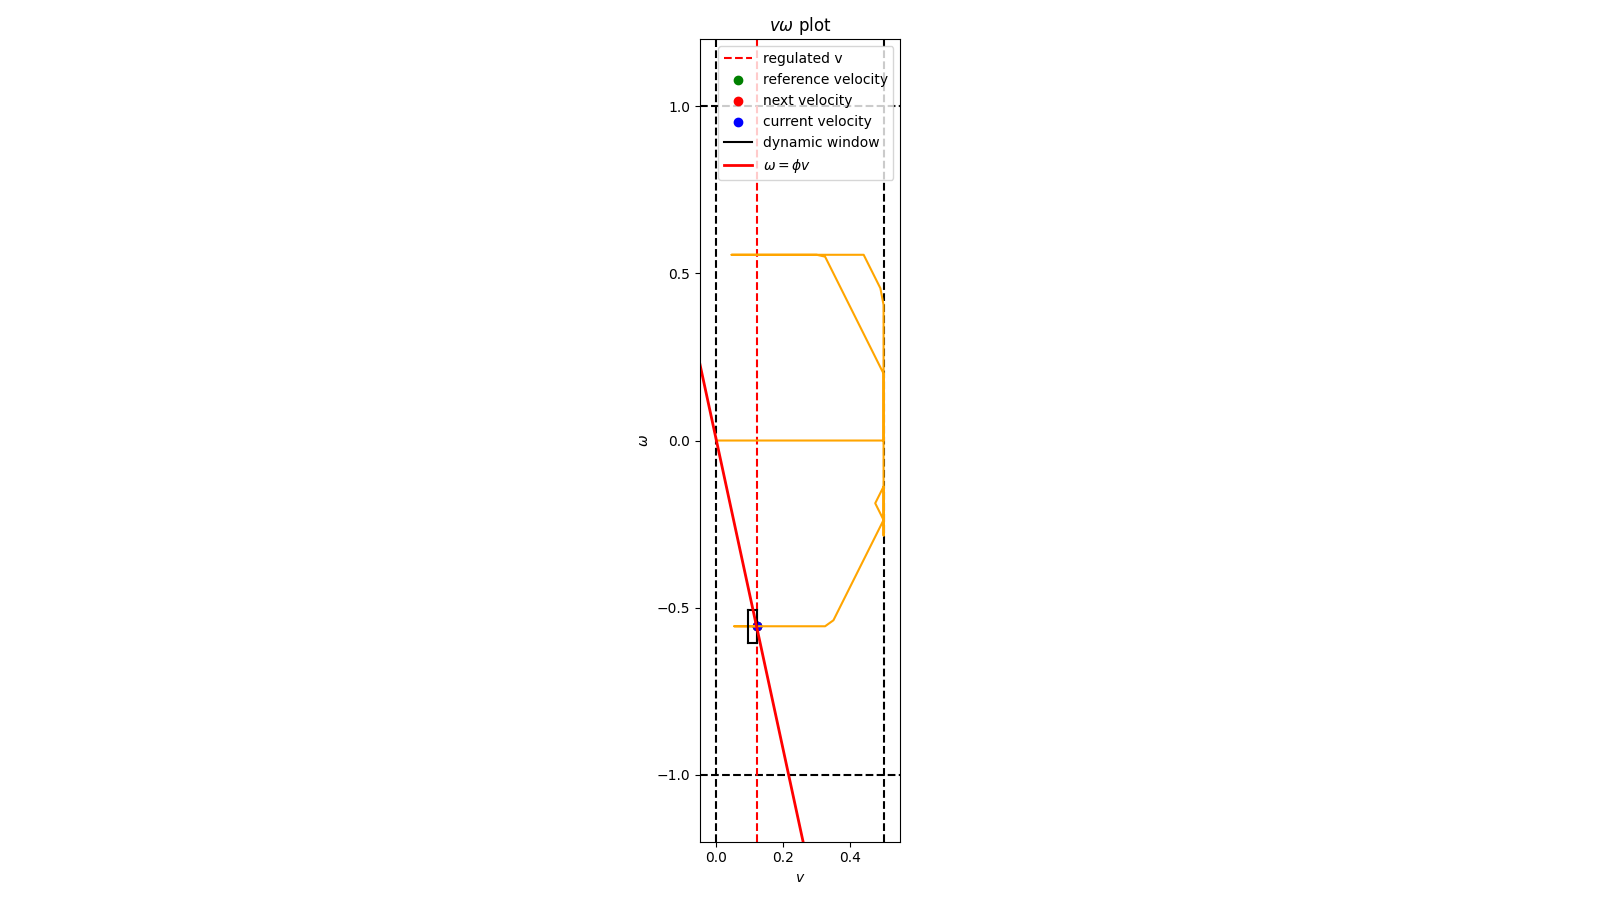 vω plot
regulated v
reference velocity
next velocity
current velocity
dynamic window
ω = ϕv
1.0
0.5
0.0
−0.5
−1.0
ω
0.0 0.2 0.4
v